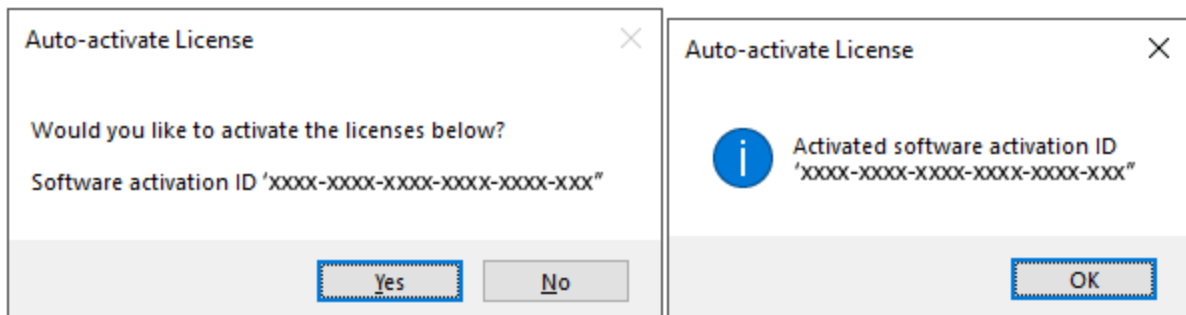 Auto-activate License
Would you like to activate the licenses below?
Software activation ID ‘xxxx-xxxx-xxxx-xxxx-xxxx-xxx”
Yes
No
Auto-activate License
Activated software activation ID
‘xxxx-xxxx-xxxx-xxxx-xxxx-xxx”
OK